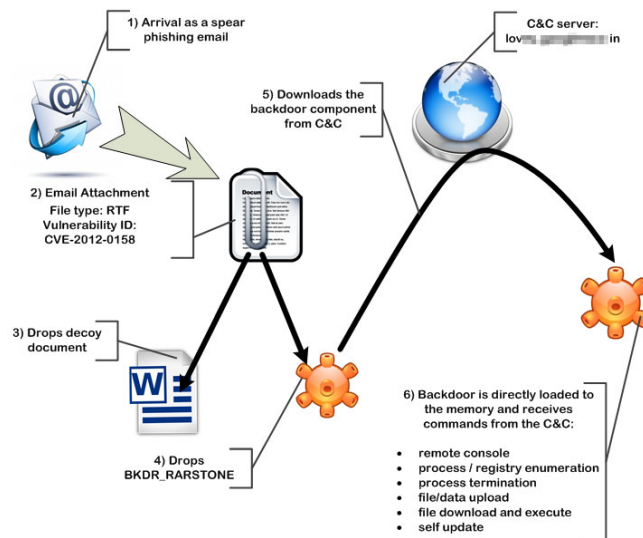 1) Arrival as a spear
phishing email
C&C server:
in
5) Downloads the
backdoor component
from C&C
2) Email Attachment
File type: RTF
Vulnerability ID:
CVE-2012-0158
Document
3) Drops decoy
document
W
4) Drops
BKDR_RARSTONE
6) Backdoor is directly loaded to
the memory and receives
commands from the C&C:
• remote console
• process / registry enumeration
• process termination
• file/data upload
• file download and execute
• self update